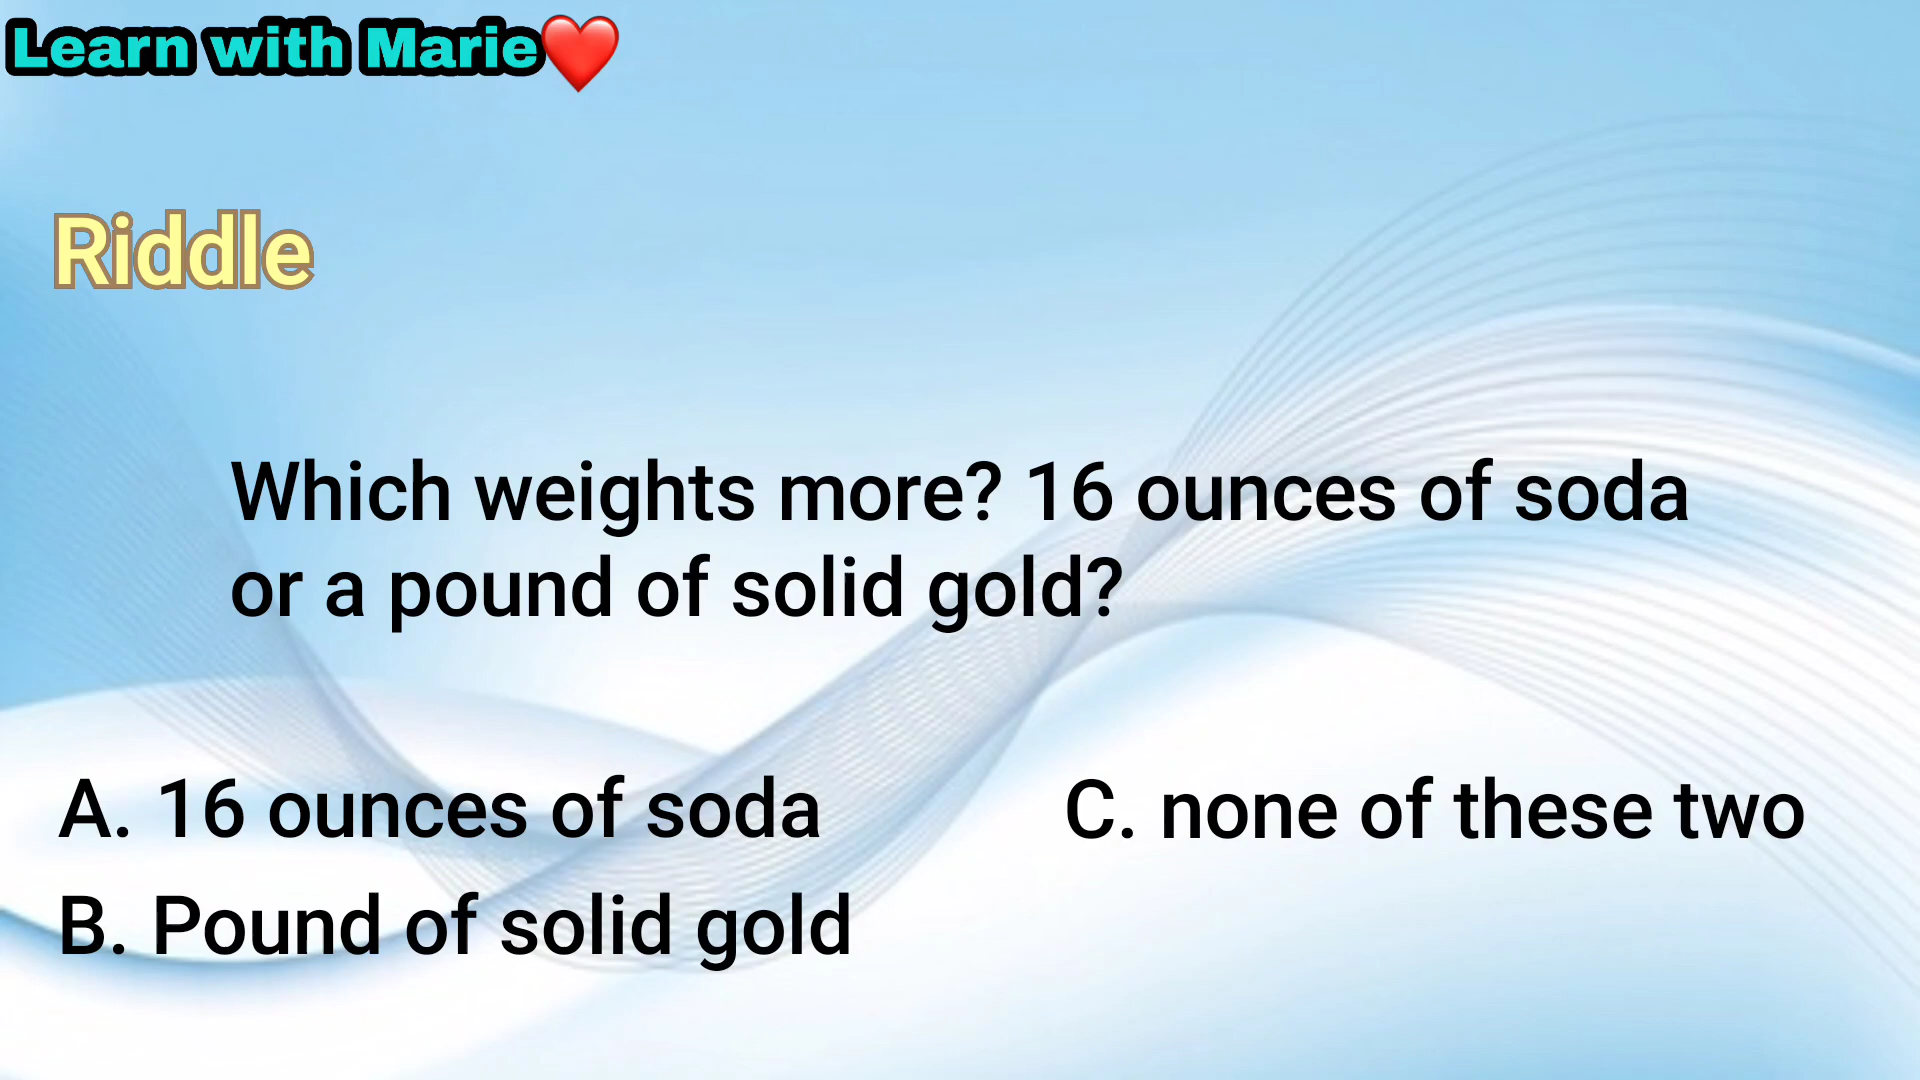 Learn with Marie❤️
Riddle
Which weights more? 16 ounces of soda
or a pound of solid gold?
A. 16 ounces of soda
B. Pound of solid gold
C. none of these two